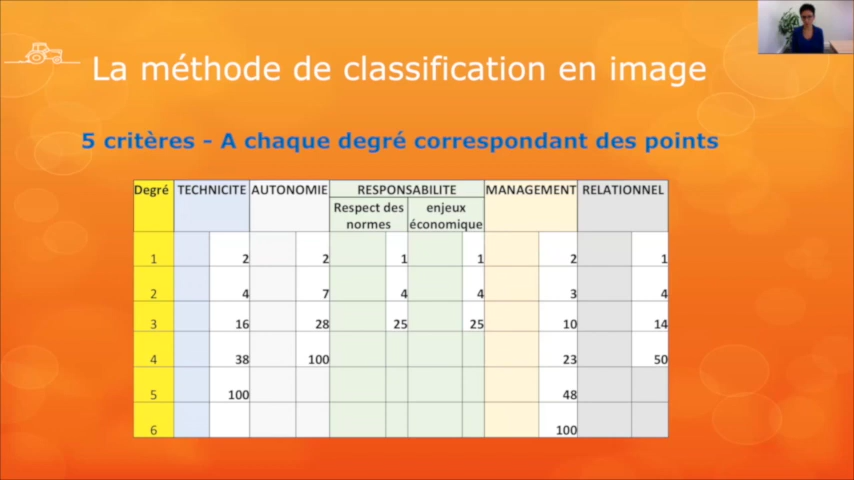 La méthode de classification en image
5 critères - A chaque degré correspondant des points
Degré TECHNICITE AUTONOMIE RESPONSABILITE MANAGEMENT RELATIONNEL
Respect des normes enjeux économique
1 2 2 1 1 2 1
2 4 7 4 4 3 4
3 16 28 25 25 10 14
4 38 100 23 50
5 100 48
6 100